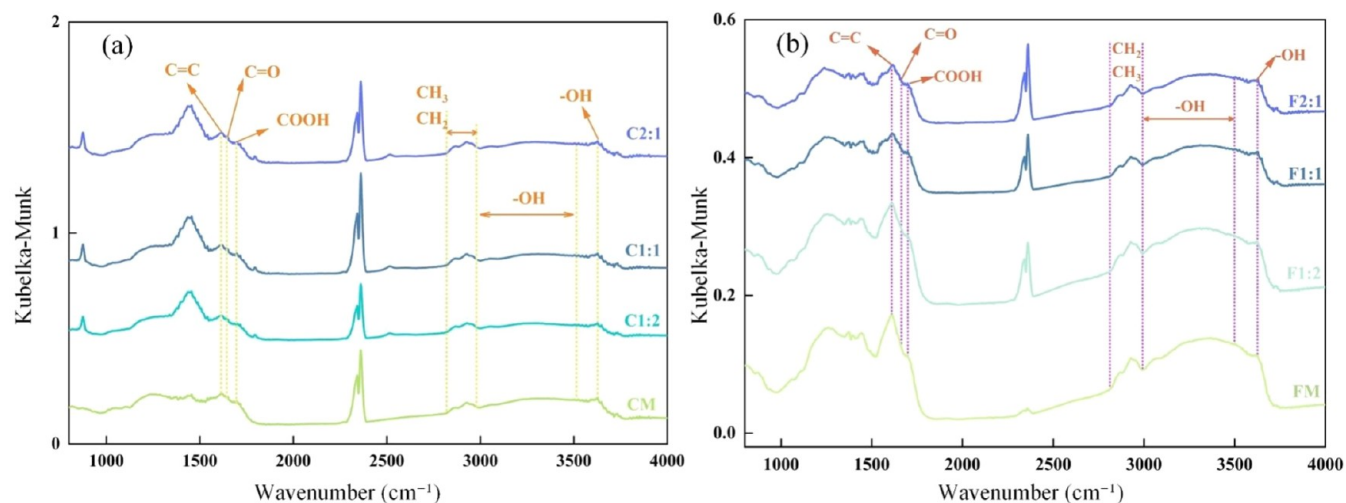 (a)
2
1
0
Kubelka-Munk
C=C
C=O
COOH
CH3
CH2
-OH
C2:1
-OH
C1:1
C1:2
CM
1000 1500 2000 2500 3000 3500 4000
Wavenumber (cm⁻¹)
(b)
0.6
0.4
0.2
0.0
Kubelka-Munk
C=C
C=O
COOH
CH2
CH3
-OH
-OH
F2:1
F1:1
F1:2
FM
1000 1500 2000 2500 3000 3500 4000
Wavenumber (cm⁻¹)